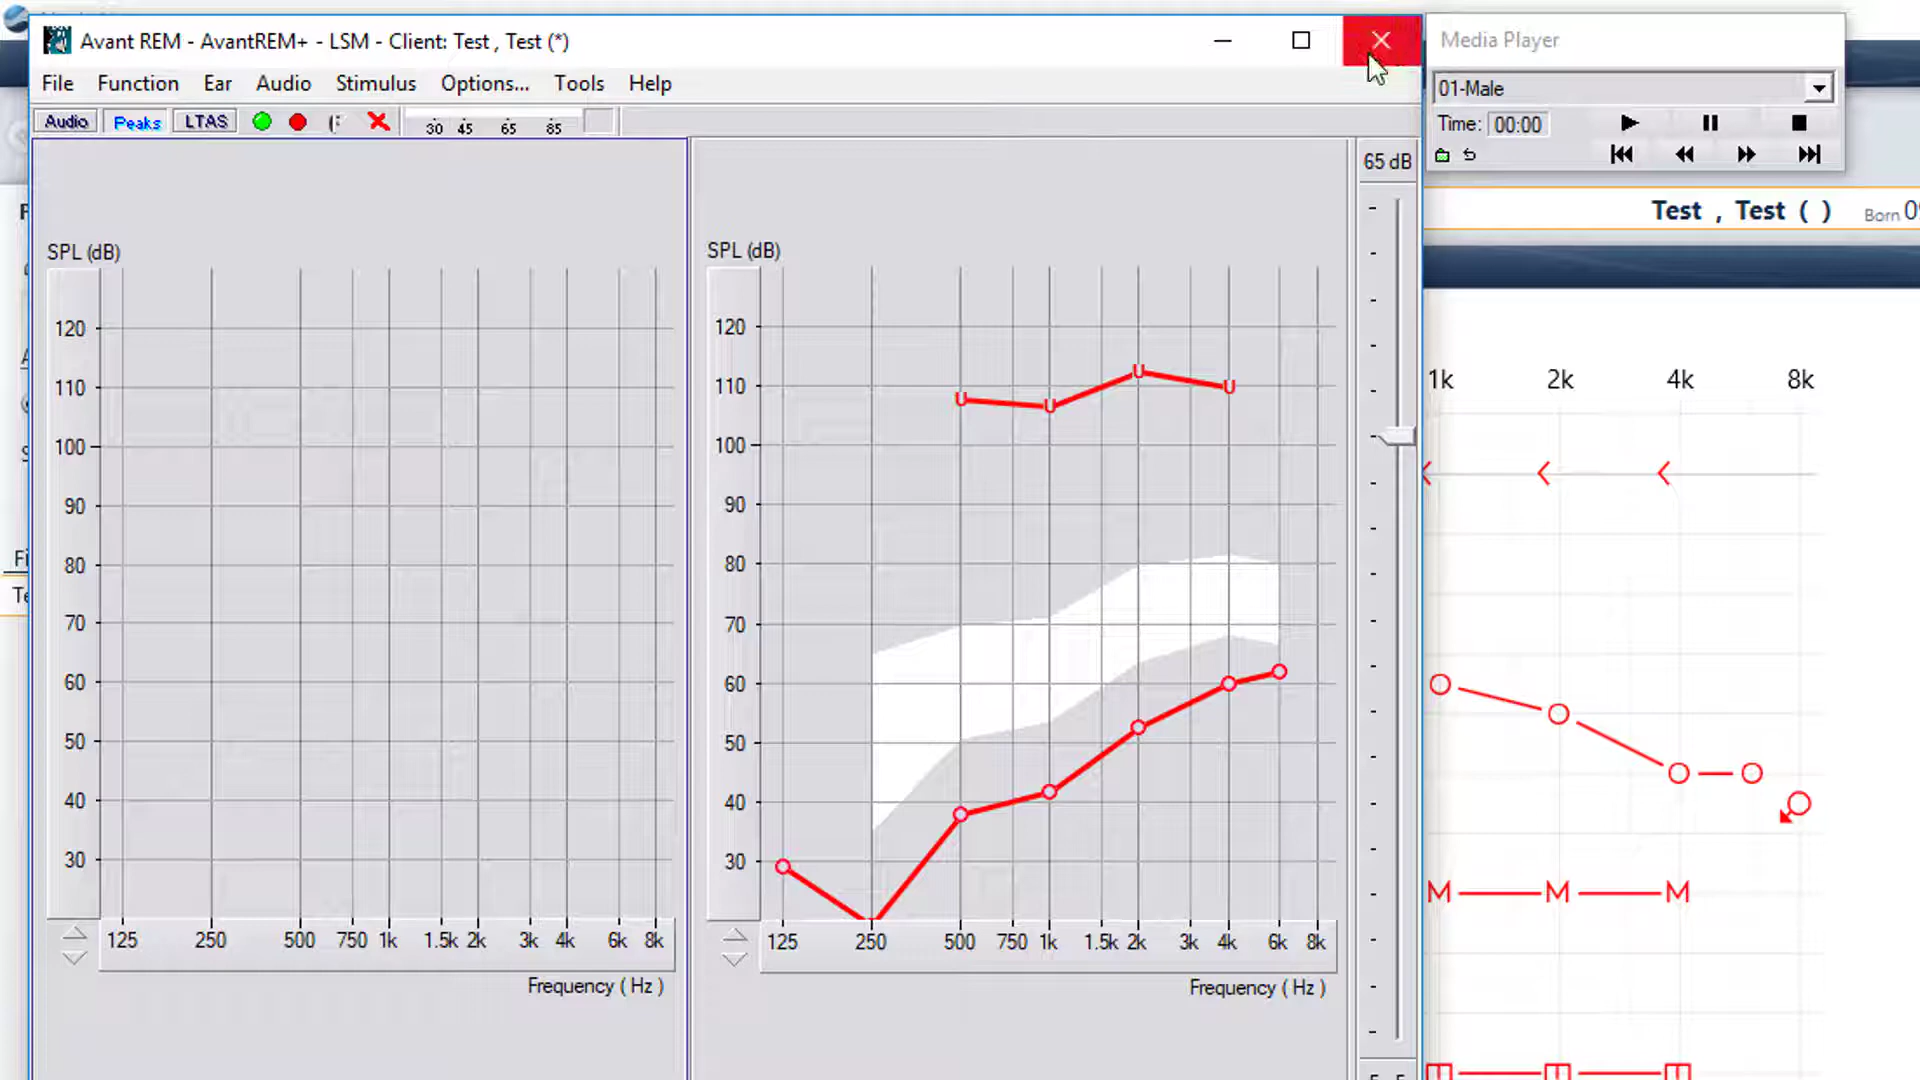 Avant REM - AvantREM+ - LSM - Client: Test , Test (*)
Media Player
File Function Ear Audio Stimulus Options... Tools Help
01-Male
Audio Peaks LTAS
30 45 65 85
Time: 00:00
65 dB
Test , Test ( ) Born
SPL (dB)
120
110
100
90
80
70
60
50
40
30
125 250 500 750 1k 1.5k 2k 3k 4k 6k 8k
Frequency ( Hz )
SPL (dB)
120
110
100
90
80
70
60
50
40
30
U U U U
125 250 500 750 1k 1.5k 2k 3k 4k 6k 8k
Frequency ( Hz )
1k 2k 4k 8k
M M M